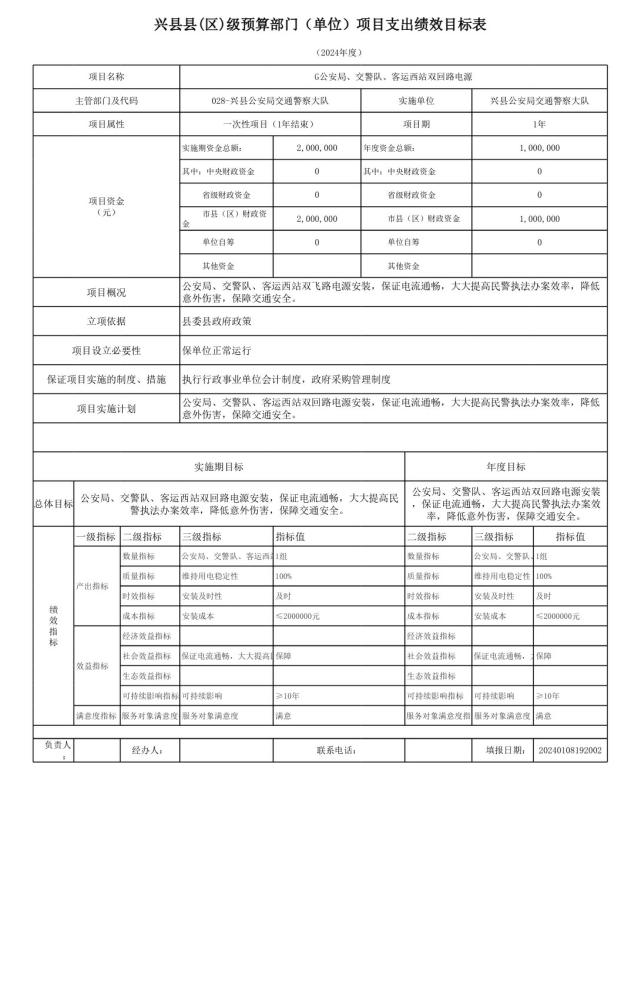 兴县县(区)级预算部门（单位）项目支出绩效目标表
（2024年度）
项目名称 G公安局、交警队、客运西站双回路电源
主管部门及代码 028-兴县公安局交通警察大队 实施单位 兴县公安局交通警察大队
项目属性 一次性项目（1年结束） 项目期 1年
项目资金
（元）
实施期资金总额： 2,000,000 年度资金总额： 1,000,000
其中：中央财政资金 0 其中：中央财政资金 0
省级财政资金 0 省级财政资金 0
市县（区）财政资
金 2,000,000 市县（区）财政资金 1,000,000
单位自筹 0 单位自筹 0
其他资金 其他资金
项目概况 公安局、交警队、客运西站双飞路电源安装，保证电流通畅，大大提高民警执法办案效率，降低
意外伤害，保障交通安全。
立项依据 县委县政府政策
项目设立必要性 保单位正常运行
保证项目实施的制度、措施 执行行政事业单位会计制度，政府采购管理制度
项目实施计划 公安局、交警队、客运西站双回路电源安装，保证电流通畅，大大提高民警执法办案效率，降低
意外伤害，保障交通安全。
实施期目标 年度目标
总体目标
公安局、交警队、客运西站双回路电源安装，保证电流通畅，大大提高民
警执法办案效率，降低意外伤害，保障交通安全。
公安局、交警队、客运西站双回路电源安装
，保证电流通畅，大大提高民警执法办案效
率，降低意外伤害，保障交通安全。
绩效指标
一级指标 二级指标 三级指标 指标值 二级指标 三级指标 指标值
产出指标
数量指标 公安局、交警队、客运西 1组 数量指标 公安局、交警队、 1组
质量指标 维持用电稳定性 100% 质量指标 维持用电稳定性 100%
时效指标 安装及时性 及时 时效指标 安装及时性 及时
成本指标 安装成本 ≤2000000元 成本指标 安装成本 ≤2000000元
效益指标
经济效益指标 经济效益指标
社会效益指标 保证电流通畅，大大提高 保障 社会效益指标 保证电流通畅， 保障
生态效益指标 生态效益指标
可持续影响指标 可持续影响 ≥10年 可持续影响指标 可持续影响 ≥10年
满意度指标 服务对象满意度 服务对象满意度 满意 服务对象满意度指 服务对象满意度 满意
负责人
： 经办人： 联系电话： 填报日期： 20240108192002